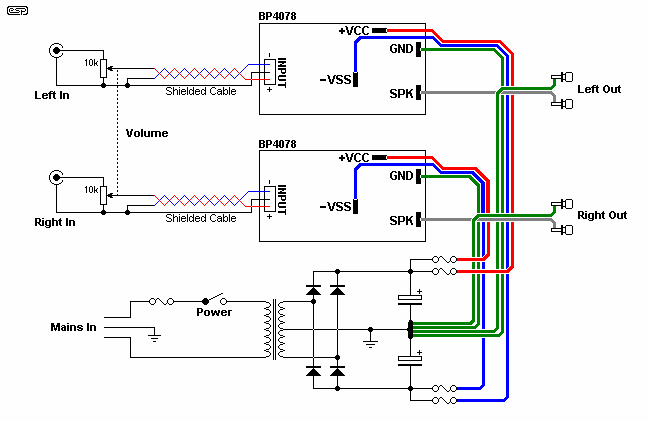 esp
BP4078
+VCC
GND
-VSS
SPK
-
INPUT
+
10k
Left In
Shielded Cable
Left Out
Volume
BP4078
+VCC
GND
-VSS
SPK
-
INPUT
+
10k
Right In
Shielded Cable
Right Out
Power
Mains In
+
+